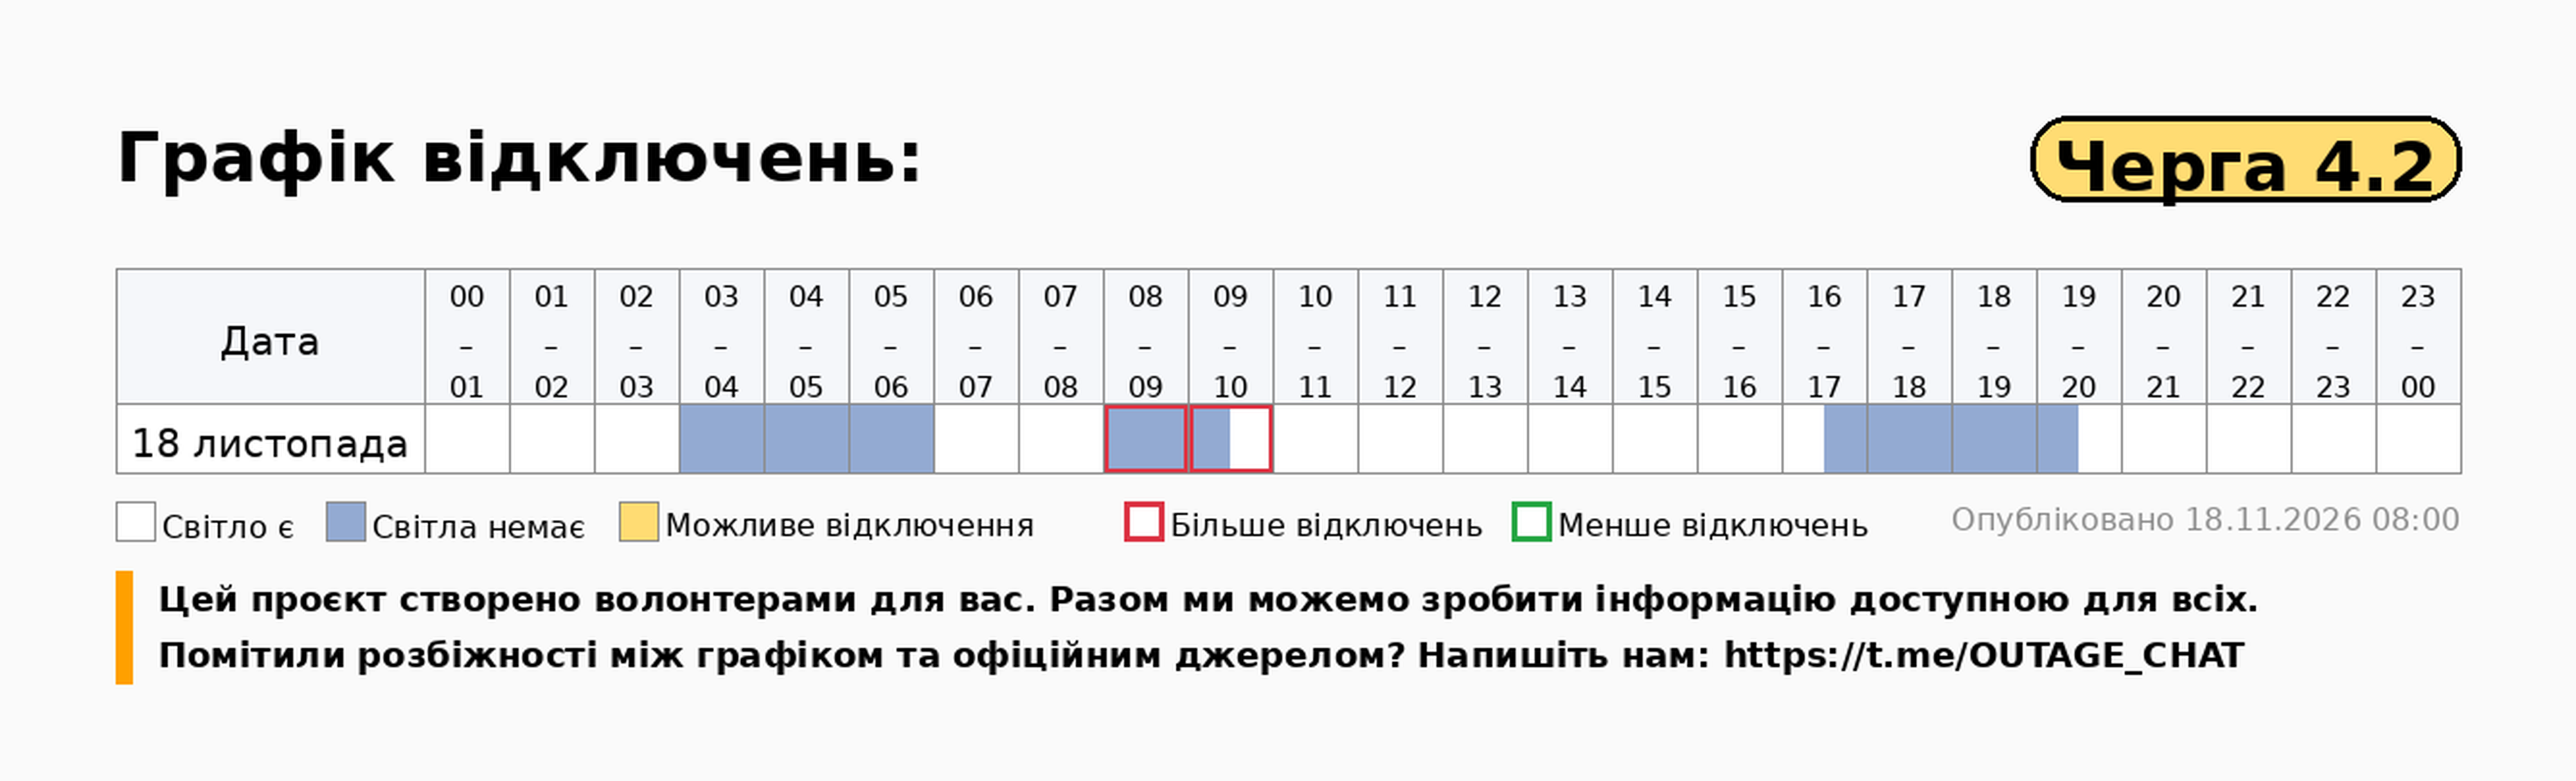 Графік відключень:
Черга 4.2
Дата
00 – 01
01 – 02
02 – 03
03 – 04
04 – 05
05 – 06
06 – 07
07 – 08
08 – 09
09 – 10
10 – 11
11 – 12
12 – 13
13 – 14
14 – 15
15 – 16
16 – 17
17 – 18
18 – 19
19 – 20
20 – 21
21 – 22
22 – 23
23 – 00
18 листопада
Світло є
Світла немає
Можливе відключення
Більше відключень
Менше відключень
Опубліковано 18.11.2026 08:00
Цей проєкт створено волонтерами для вас. Разом ми можемо зробити інформацію доступною для всіх.
Помітили розбіжності між графіком та офіційним джерелом? Напишіть нам: https://t.me/OUTAGE_CHAT